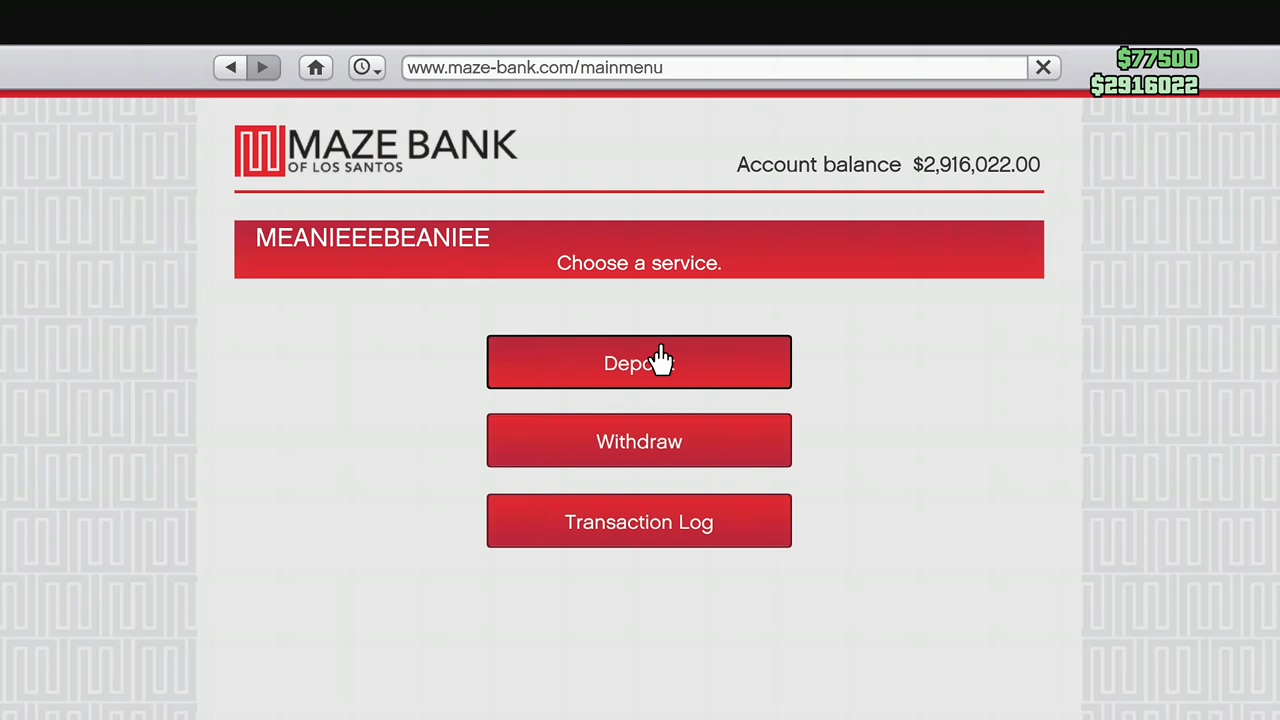 www.maze-bank.com/mainmenu
$77500
$2916022
MAZE BANK
OF LOS SANTOS
Account balance $2,916,022.00
MEANIEEEBEANIEE
Choose a service.
Withdraw
Transaction Log